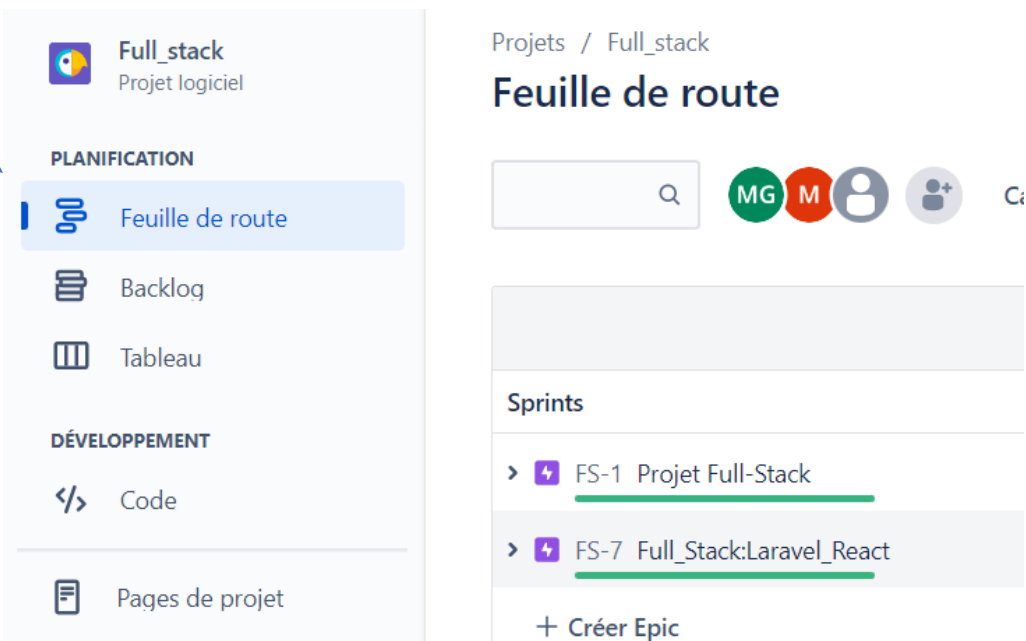 Full_stack
Projet logiciel
PLANIFICATION
Feuille de route
Backlog
Tableau
DÉVELOPPEMENT
Code
Pages de projet
Projets / Full_stack
Feuille de route
MG M
Sprints
FS-1 Projet Full-Stack
FS-7 Full_Stack:Laravel_React
+ Créer Epic